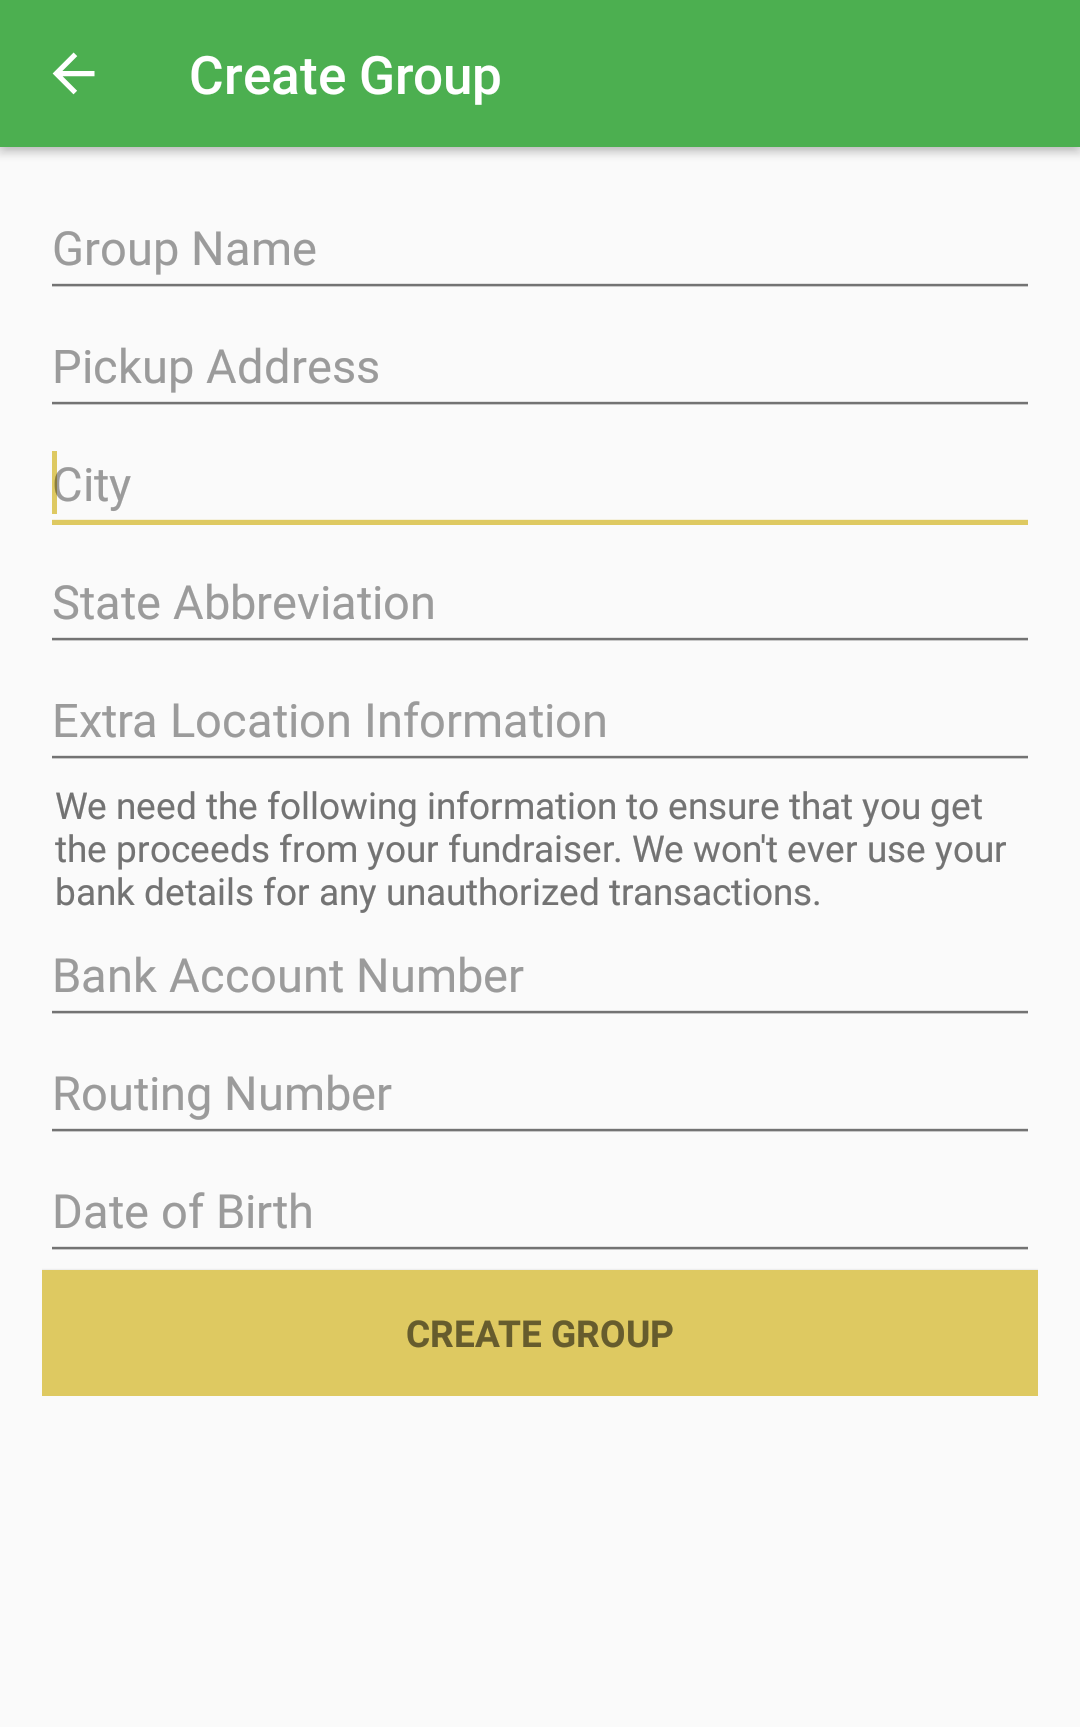 Create Group
Group Name
Pickup Address
City
State Abbreviation
Extra Location Information
We need the following information to ensure that you get
the proceeds from your fundraiser. We won't ever use your
bank details for any unauthorized transactions.
Bank Account Number
Routing Number
Date of Birth
CREATE GROUP